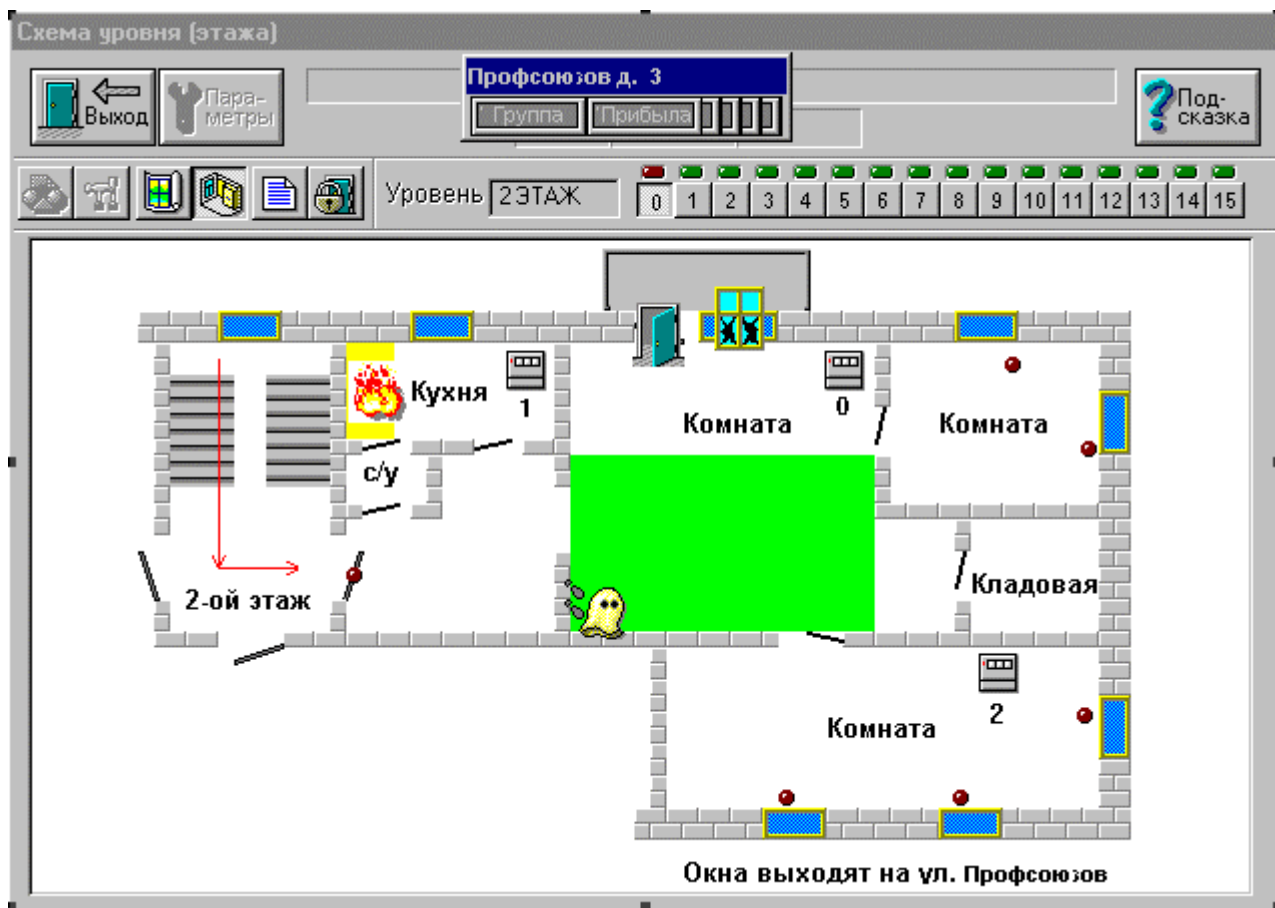 Схема уровня (этажа)
Выход
Пара-
метры
Профсоюзов д. 3
Группа Прибыла
Под-
сказка
Уровень 2ЭТАЖ 0 1 2 3 4 5 6 7 8 9 10 11 12 13 14 15
Кухня
1
Комната
0
Комната
с/у
2-ой этаж
Кладовая
Комната
2
Окна выходят на ул. Профсоюзов